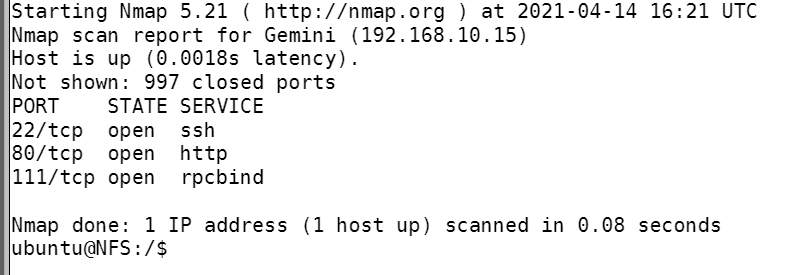 Starting Nmap 5.21 ( http://nmap.org ) at 2021-04-14 16:21 UTC
Nmap scan report for Gemini (192.168.10.15)
Host is up (0.0018s latency).
Not shown: 997 closed ports
PORT    STATE SERVICE
22/tcp  open  ssh
80/tcp  open  http
111/tcp open  rpcbind

Nmap done: 1 IP address (1 host up) scanned in 0.08 seconds
ubuntu@NFS:/$